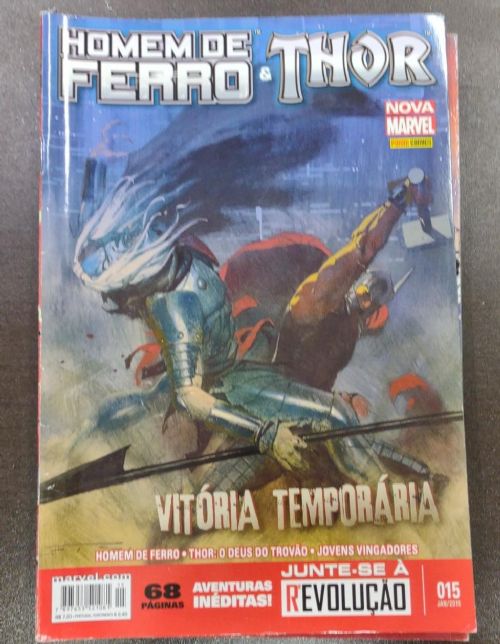 HOMEM DE
FERRO & THOR
NOVA
MARVEL
PANINI COMICS
VITÓRIA TEMPORÁRIA
HOMEM DE FERRO • THOR: O DEUS DO TROVÃO • JOVENS VINGADORES
marvel.com
68
PÁGINAS
AVENTURAS
INÉDITAS!
JUNTE-SE À
REVOLUÇÃO
015
JAN/2015